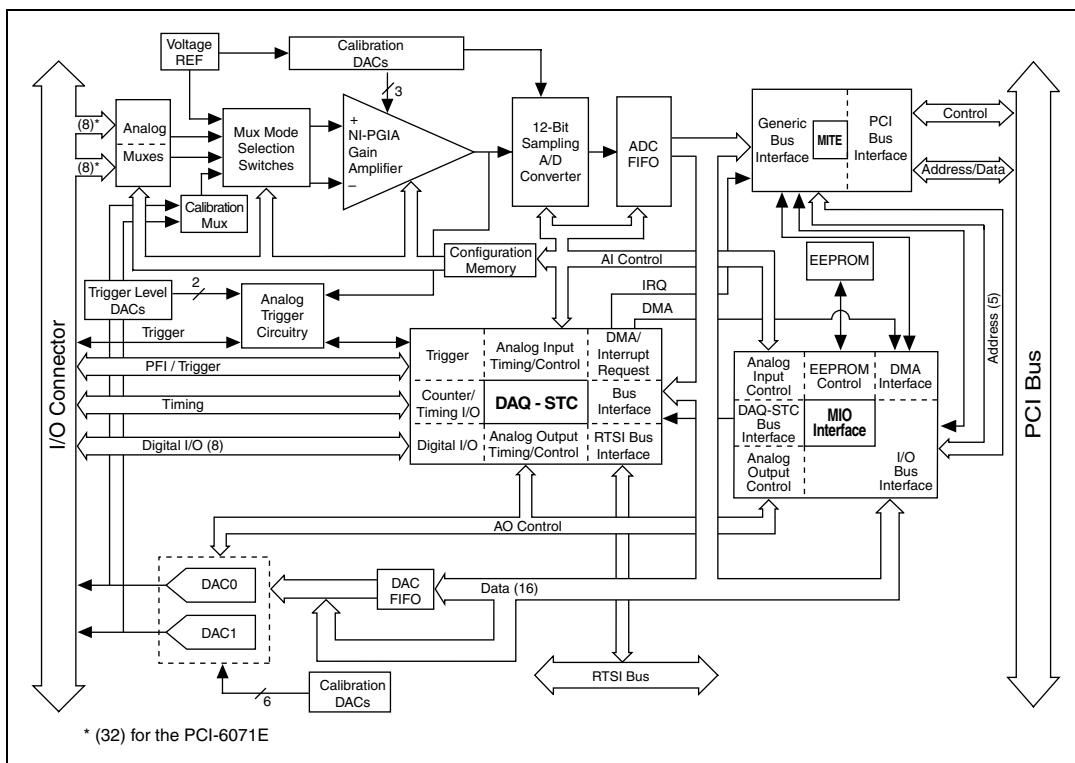 Voltage
REF
Calibration
DACs
3
(8)*
(8)*
Analog
Muxes
Mux Mode
Selection
Switches
+
NI-PGIA
Gain
Amplifier
–
12-Bit
Sampling
A/D
Converter
ADC
FIFO
Generic
Bus
Interface
MITE
PCI
Bus
Interface
Control
Address/Data
Calibration
Mux
Configuration
Memory
AI Control
EEPROM
Trigger Level
DACs
2
Analog
Trigger
Circuitry
IRQ
DMA
Address (5)
I/O Connector
PCI Bus
Trigger
PFI / Trigger
Timing
Digital I/O (8)
Trigger
Analog Input
Timing/Control
DMA/
Interrupt
Request
Counter/
Timing I/O
DAQ - STC
Bus
Interface
Digital I/O
Analog Output
Timing/Control
RTSI Bus
Interface
Analog
Input
Control
EEPROM
Control
DMA
Interface
DAQ-STC
Bus
Interface
MIO
Interface
Analog
Output
Control
I/O
Bus
Interface
AO Control
DAC0
DAC1
DAC
FIFO
Data (16)
6
Calibration
DACs
RTSI Bus
* (32) for the PCI-6071E